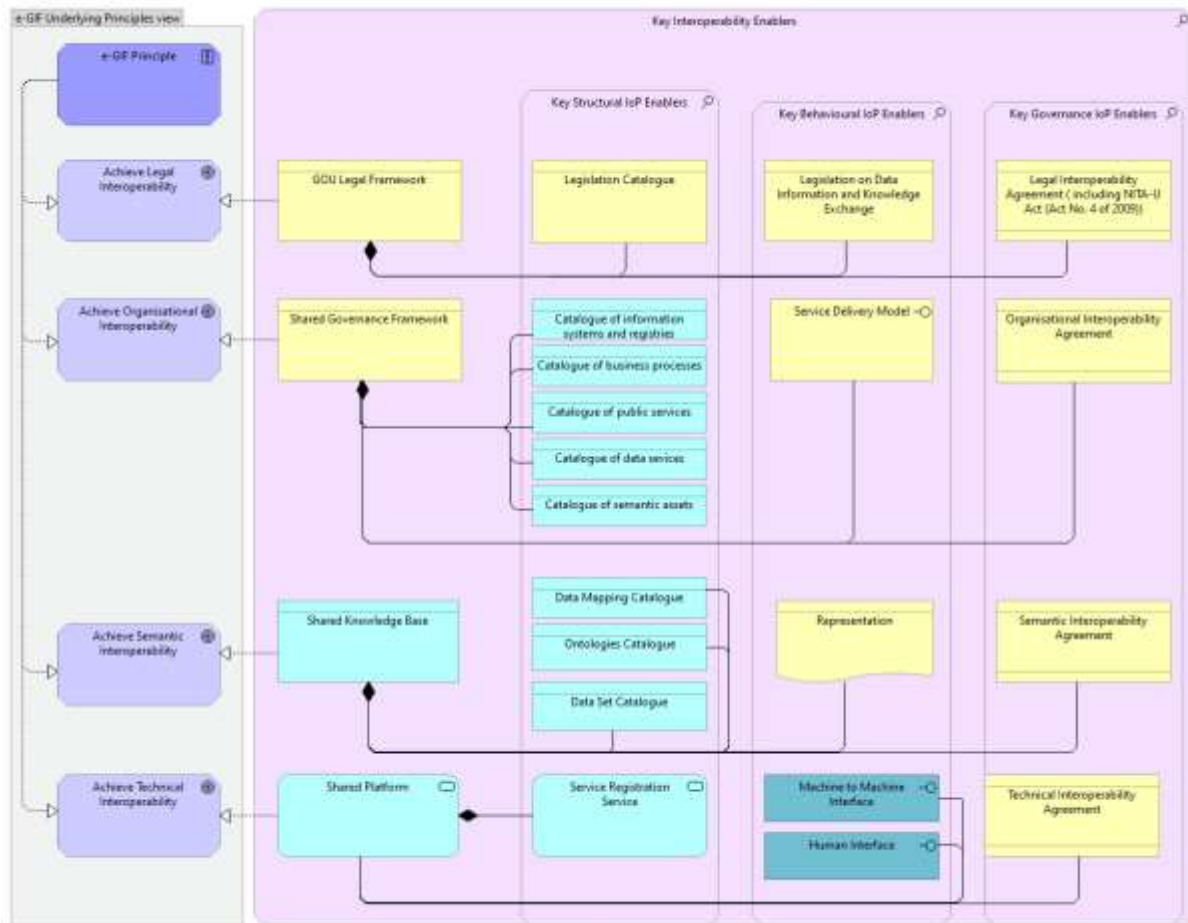 e-GIF Underlying Principles view
Key Interoperability Enablers
e-GIF Principle
Key Structural IoP Enablers
Key Behavioural IoP Enablers
Key Governance IoP Enablers
Achieve Legal
Interoperability
GOU Legal Framework
Legislation Catalogue
Legislation on Data
Information and Knowledge
Exchange
Legal Interoperability
Agreement ( including NITA-U
Act (Act No. 4 of 2009))
Achieve Organisational
Interoperability
Shared Governance Framework
Catalogue of information
systems and registries
Catalogue of business processes
Catalogue of public services
Catalogue of data services
Catalogue of semantic assets
Service Delivery Model
Organisational Interoperability
Agreement
Achieve Semantic
Interoperability
Shared Knowledge Base
Data Mapping Catalogue
Ontologies Catalogue
Data Set Catalogue
Representation
Semantic Interoperability
Agreement
Achieve Technical
Interoperability
Shared Platform
Service Registration
Service
Machine to Machine
Interface
Human Interface
Technical Interoperability
Agreement